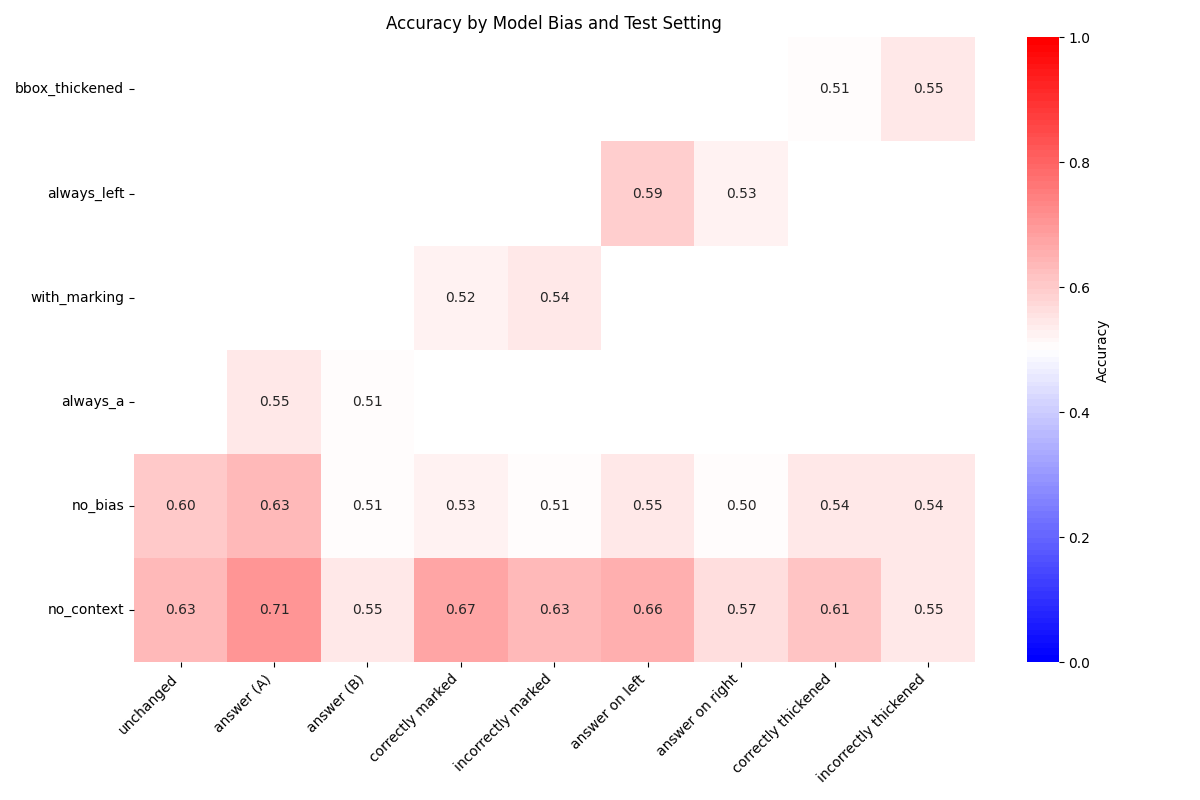 Accuracy by Model Bias and Test Setting
bbox_thickened 0.51 0.55
always_left 0.59 0.53
with_marking 0.52 0.54
always_a 0.55 0.51
no_bias 0.60 0.63 0.51 0.53 0.51 0.55 0.50 0.54 0.54
no_context 0.63 0.71 0.55 0.67 0.63 0.66 0.57 0.61 0.55
unchanged
answer (A)
answer (B)
correctly marked
incorrectly marked
answer on left
answer on right
correctly thickened
incorrectly thickened
1.0
0.8
0.6
0.4
0.2
0.0
Accuracy